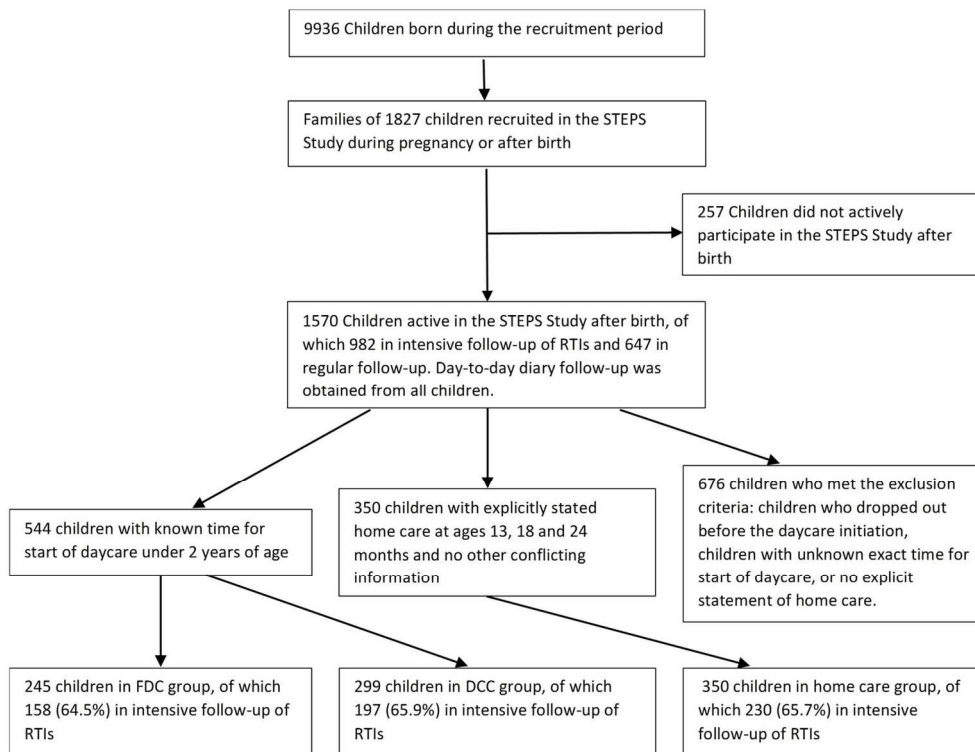 9936 Children born during the recruitment period
Families of 1827 children recruited in the STEPS
Study during pregnancy or after birth
257 Children did not actively
participate in the STEPS Study after
birth
1570 Children active in the STEPS Study after birth, of
which 982 in intensive follow-up of RTIs and 647 in
regular follow-up. Day-to-day diary follow-up was
obtained from all children.
544 children with known time for
start of daycare under 2 years of age
350 children with explicitly stated
home care at ages 13, 18 and 24
months and no other conflicting
information
676 children who met the exclusion
criteria: children who dropped out
before the daycare initiation,
children with unknown exact time for
start of daycare, or no explicit
statement of home care.
245 children in FDC group, of which
158 (64.5%) in intensive follow-up of
RTIs
299 children in DCC group, of which
197 (65.9%) in intensive follow-up of
RTIs
350 children in home care group, of
which 230 (65.7%) in intensive
follow-up of RTIs